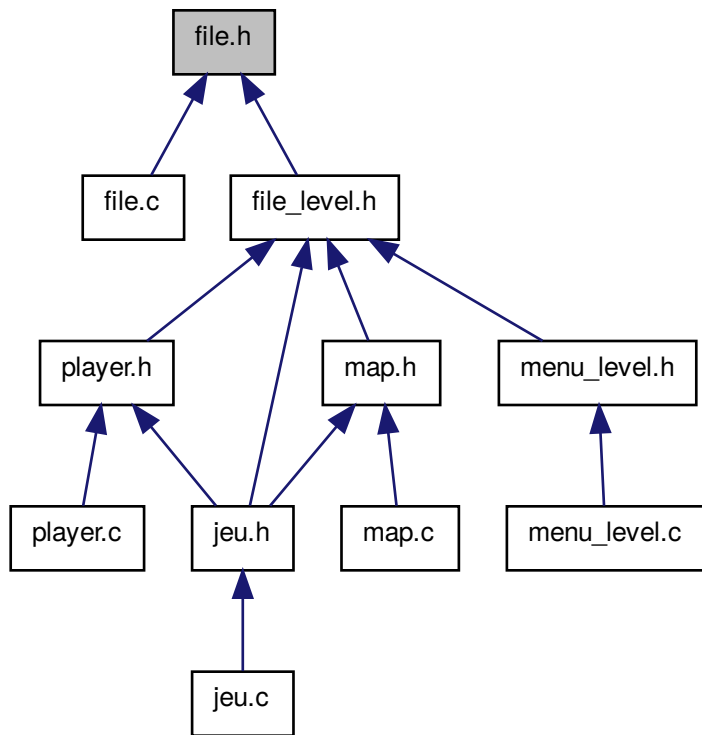 file.h
file.c
file_level.h
player.h
map.h
menu_level.h
player.c
jeu.h
map.c
menu_level.c
jeu.c